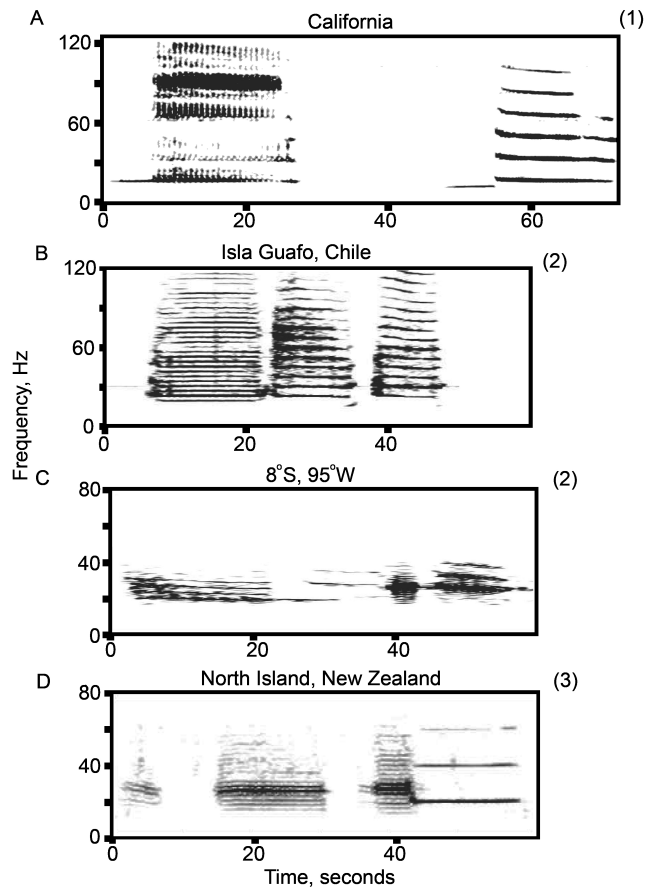 A California (1)
120
60
0
0 20 40 60
B Isla Guafo, Chile (2)
120
60
0
0 20 40
Frequency, Hz
C 8°S, 95°W (2)
80
40
0
0 20 40
D North Island, New Zealand (3)
80
40
0
0 20 40
Time, seconds